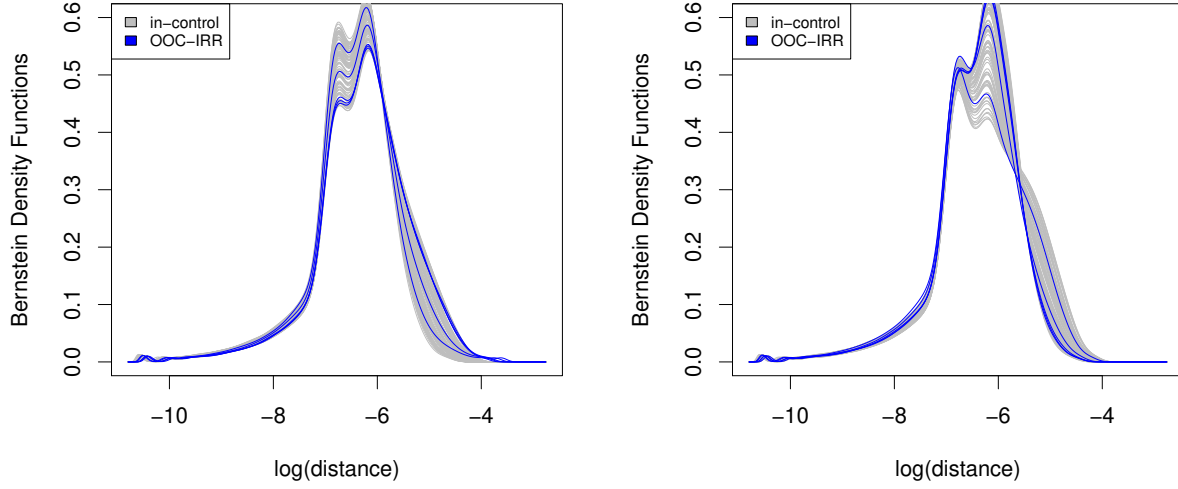 in−control
OOC−IRR
Bernstein Density Functions
0.6
0.5
0.4
0.3
0.2
0.1
0.0
−10
−8
−6
−4
log(distance)
in−control
OOC−IRR
Bernstein Density Functions
0.6
0.5
0.4
0.3
0.2
0.1
0.0
−10
−8
−6
−4
log(distance)